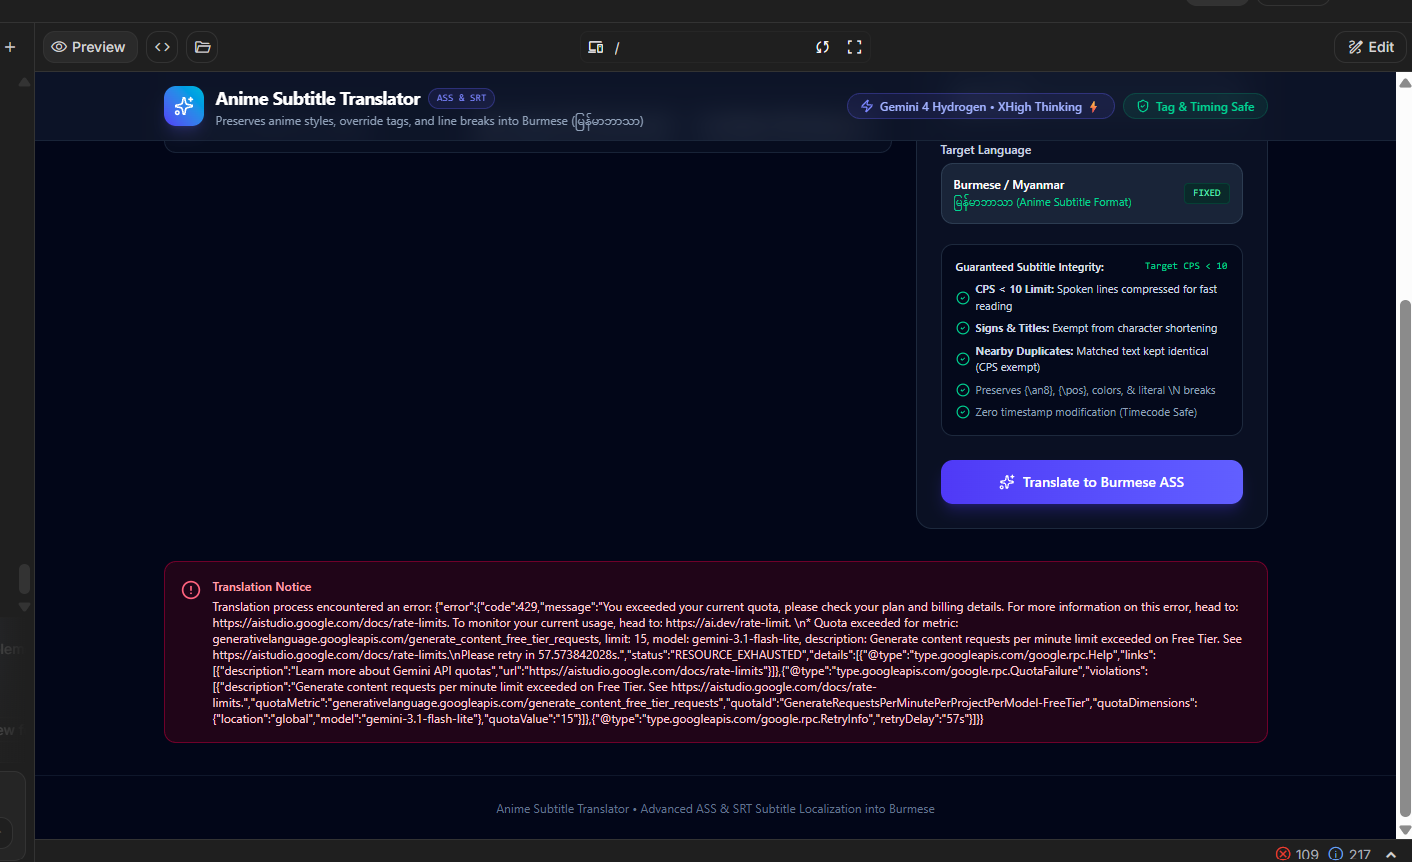 Preview
/
Edit
Anime Subtitle Translator
ASS & SRT
Preserves anime styles, override tags, and line breaks into Burmese (မြန်မာဘာသာ)
Gemini 4 Hydrogen • XHigh Thinking
Tag & Timing Safe
Target Language
Burmese / Myanmar
မြန်မာဘာသာ (Anime Subtitle Format)
FIXED
Guaranteed Subtitle Integrity:
Target CPS < 10
CPS < 10 Limit: Spoken lines compressed for fast
reading
Signs & Titles: Exempt from character shortening
Nearby Duplicates: Matched text kept identical
(CPS exempt)
Preserves {\an8}, {\pos}, colors, & literal \N breaks
Zero timestamp modification (Timecode Safe)
Translate to Burmese ASS
Translation Notice
Translation process encountered an error: {"error":{"code":429,"message":"You exceeded your current quota, please check your plan and billing details. For more information on this error, head to:
https://aistudio.google.com/docs/rate-limits. To monitor your current usage, head to: https://ai.dev/rate-limit. \n* Quota exceeded for metric:
generativelanguage.googleapis.com/generate_content_free_tier_requests, limit: 15, model: gemini-3.1-flash-lite, description: Generate content requests per minute limit exceeded on Free Tier. See
https://aistudio.google.com/docs/rate-limits.\nPlease retry in 57.573842028s.","status":"RESOURCE_EXHAUSTED","details":[{"@type":"type.googleapis.com/google.rpc.Help","links":
[{"description":"Learn more about Gemini API quotas","url":"https://aistudio.google.com/docs/rate-limits"}]},{"@type":"type.googleapis.com/google.rpc.QuotaFailure","violations":
[{"description":"Generate content requests per minute limit exceeded on Free Tier. See https://aistudio.google.com/docs/rate-
limits.","quotaMetric":"generativelanguage.googleapis.com/generate_content_free_tier_requests","quotaId":"GenerateRequestsPerMinutePerProjectPerModel-FreeTier","quotaDimensions":
{"location":"global","model":"gemini-3.1-flash-lite"},"quotaValue":"15"}]},{"@type":"type.googleapis.com/google.rpc.RetryInfo","retryDelay":"57s"}]}}
Anime Subtitle Translator • Advanced ASS & SRT Subtitle Localization into Burmese
109
217